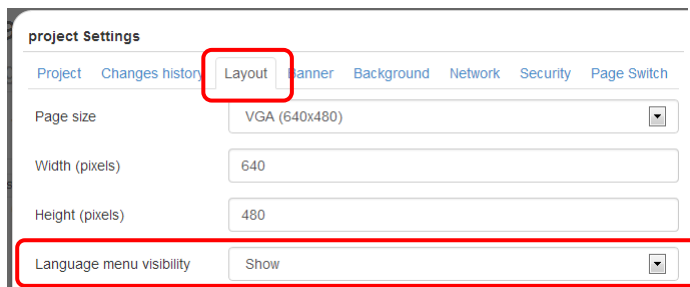 project Settings
Project Changes history Layout Banner Background Network Security Page Switch
Page size VGA (640x480)
Width (pixels) 640
Height (pixels) 480
Language menu visibility Show